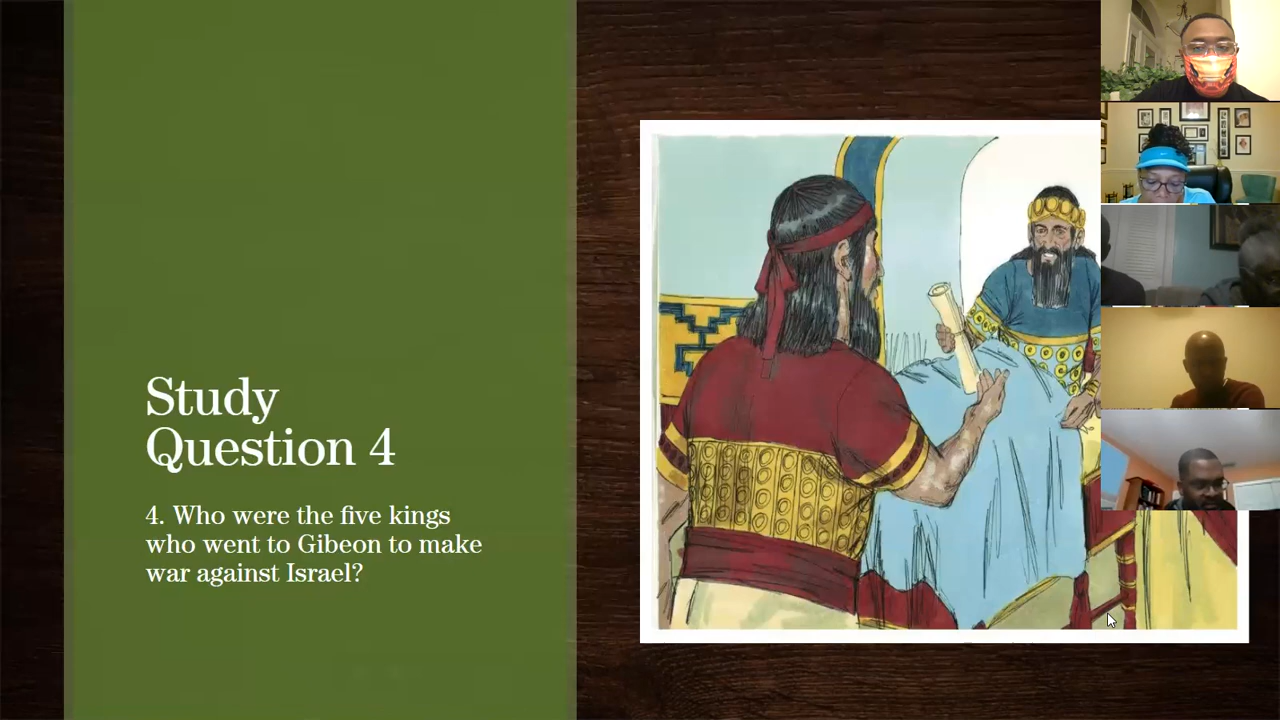 Study
Question 4
4. Who were the five kings
who went to Gibeon to make
war against Israel?